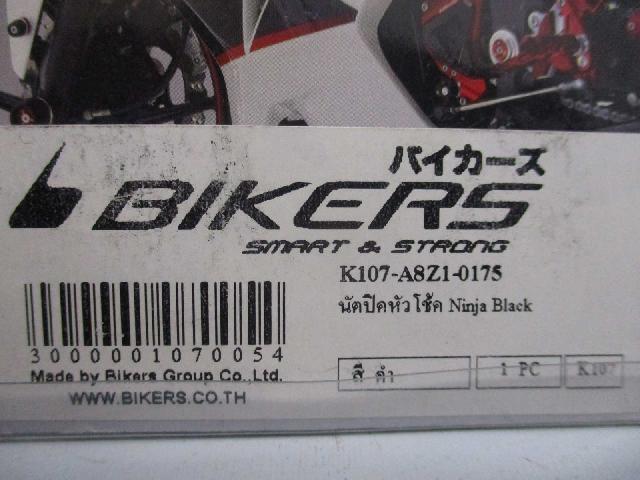 バイカーズ
BIKERS
SMART & STRONG
K107-A8Z1-0175
นัตปิดหัวโช้ค Ninja Black
3000001070054
Made by Bikers Group Co.,Ltd.
สี ดำ 1 PC K107
WWW.BIKERS.CO.TH